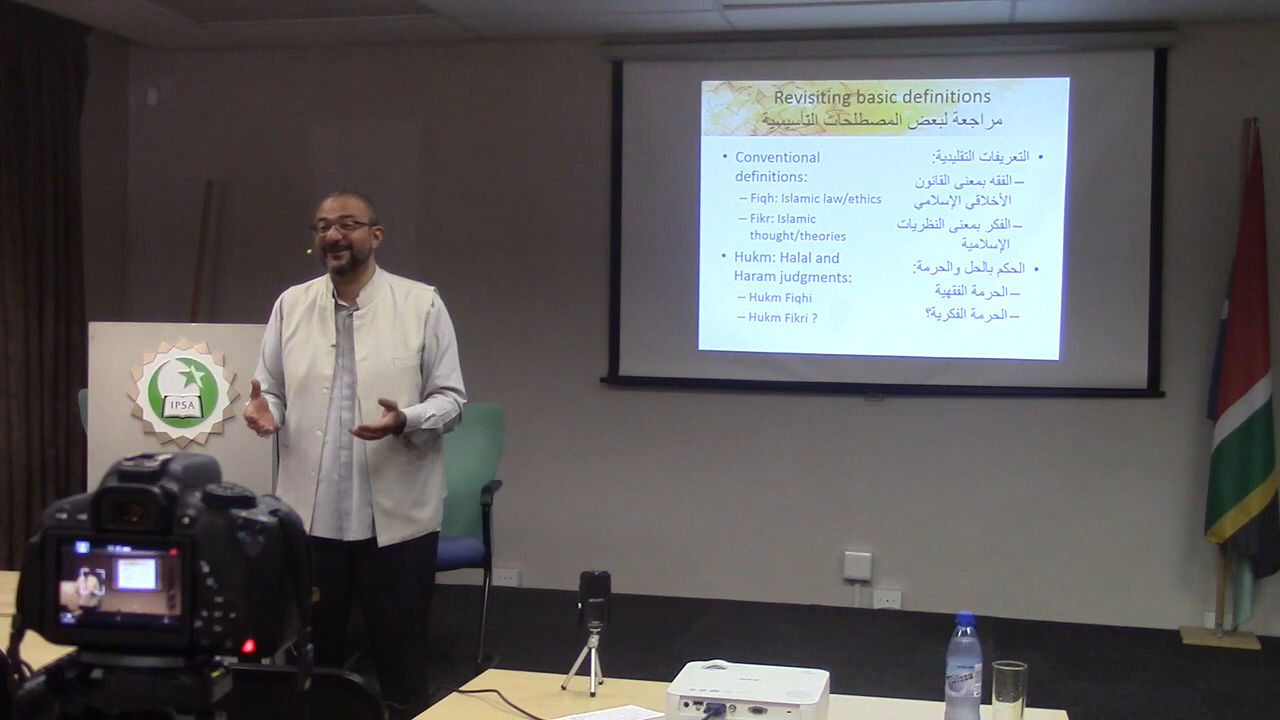 Revisiting basic definitions
مراجعة لبعض المصطلحات التأسيسية
• Conventional
definitions:
– Fiqh: Islamic law/ethics
– Fikr: Islamic
thought/theories
• Hukm: Halal and
Haram judgments:
– Hukm Fiqhi
– Hukm Fikri ?
• التعريفات التقليدية:
– الفقه بمعنى القانون
الأخلاقي الإسلامي
– الفكر بمعنى النظريات
الإسلامية
• الحكم بالحل والحرمة:
– الحرمة الفقهية
– الحرمة الفكرية؟
IPSA